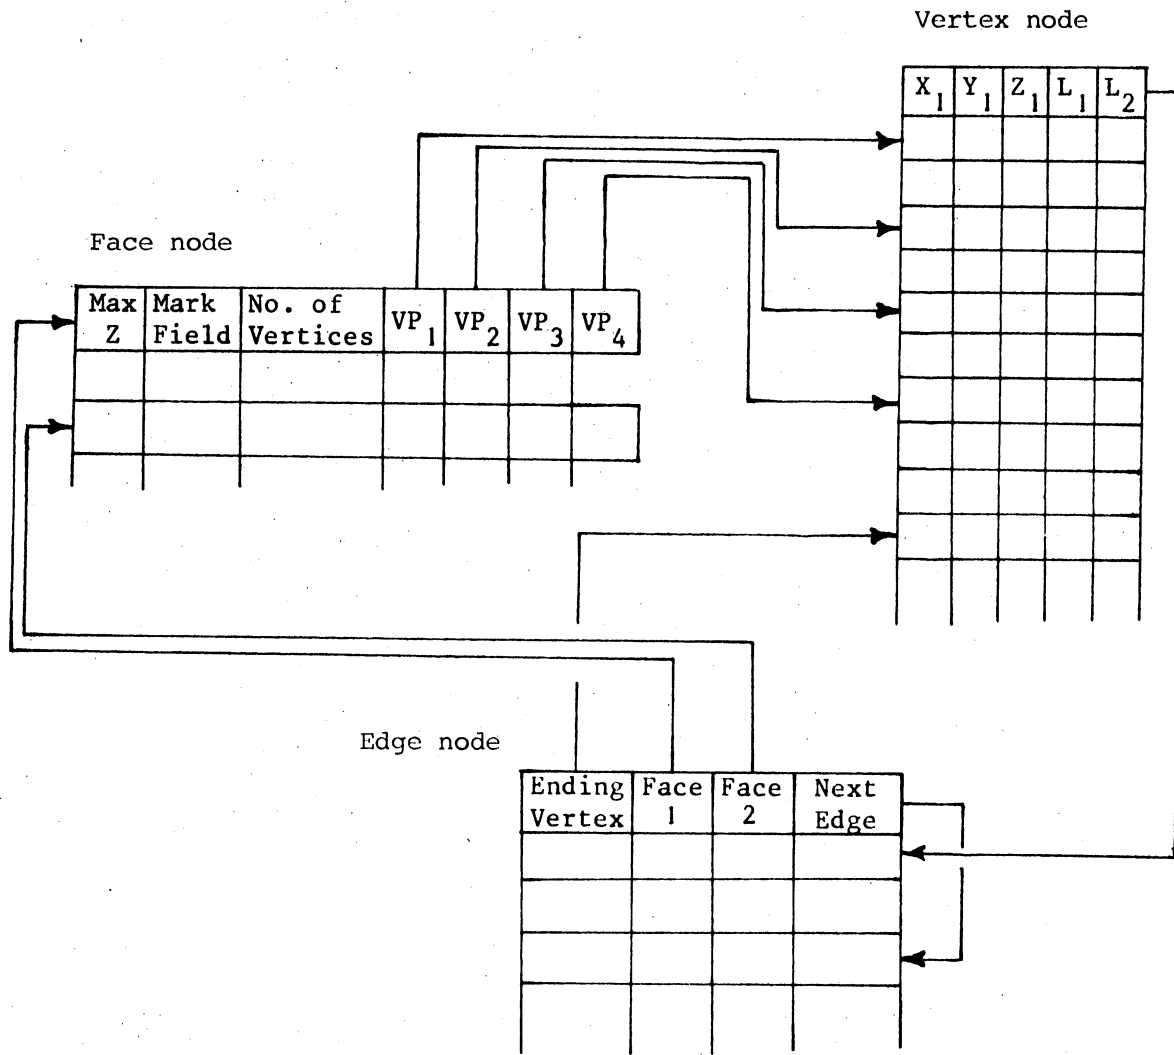 Vertex node
X1 Y1 Z1 L1 L2
Face node
Max Z
Mark Field
No. of Vertices
VP1 VP2 VP3 VP4
Edge node
Ending Vertex
Face 1
Face 2
Next Edge